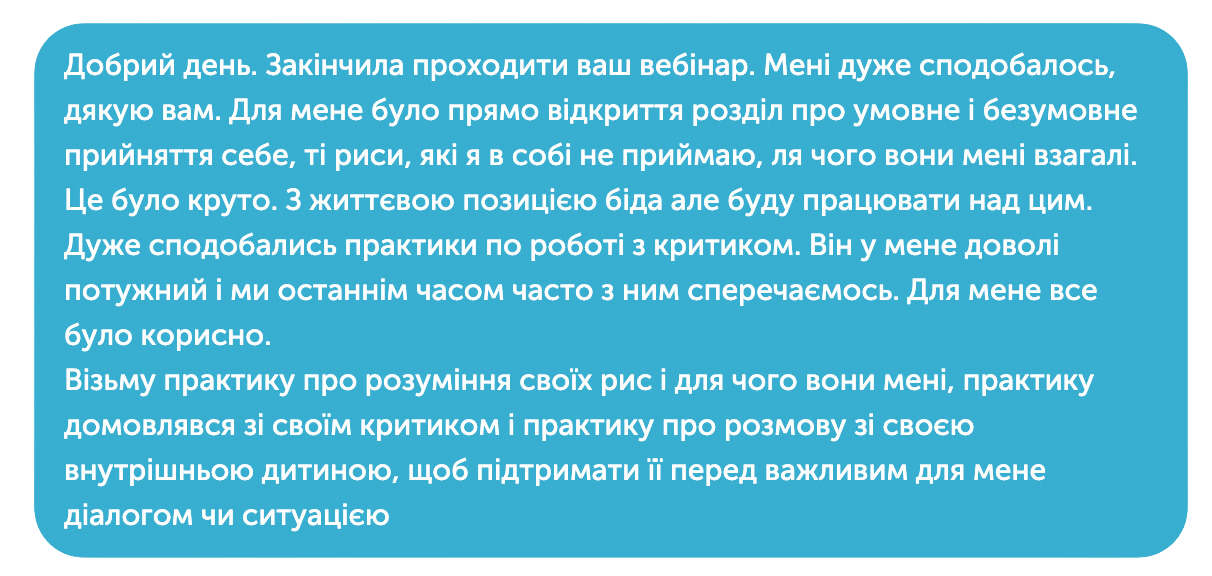 Добрий день. Закінчила проходити ваш вебінар. Мені дуже сподобалось,
дякую вам. Для мене було прямо відкриття розділ про умовне і безумовне
прийняття себе, ті риси, які я в собі не приймаю, ля чого вони мені взагалі.
Це було круто. З життєвою позицією біда але буду працювати над цим.
Дуже сподобались практики по роботі з критиком. Він у мене доволі
потужний і ми останнім часом часто з ним сперечаємось. Для мене все
було корисно.
Візьму практику про розуміння своїх рис і для чого вони мені, практику
домовлявся зі своїм критиком і практику про розмову зі своєю
внутрішньою дитиною, щоб підтримати її перед важливим для мене
діалогом чи ситуацією